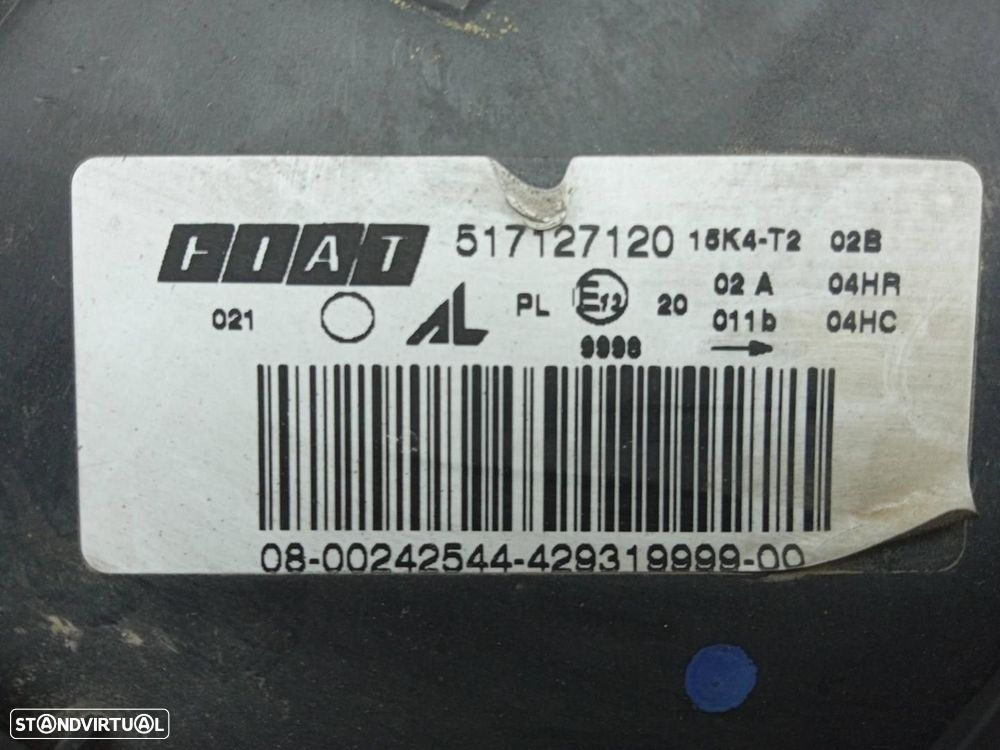 FIAT 517127120 15K4-T2 02B
021 AL PL E13 20 02 A 04HR
011b 04HC
9998
08-00242544-429319999-00
STANDVIRTUAL